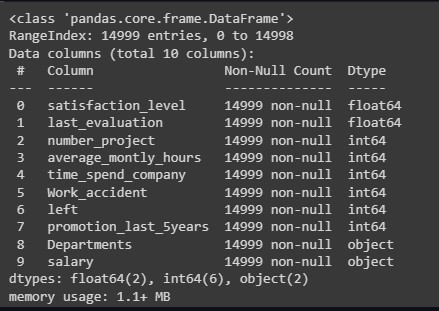 <class 'pandas.core.frame.DataFrame'>
RangeIndex: 14999 entries, 0 to 14998
Data columns (total 10 columns):
 #   Column                 Non-Null Count  Dtype
---  ------                 --------------  -----
 0   satisfaction_level     14999 non-null  float64
 1   last_evaluation        14999 non-null  float64
 2   number_project         14999 non-null  int64
 3   average_montly_hours   14999 non-null  int64
 4   time_spend_company     14999 non-null  int64
 5   Work_accident          14999 non-null  int64
 6   left                   14999 non-null  int64
 7   promotion_last_5years  14999 non-null  int64
 8   Departments            14999 non-null  object
 9   salary                 14999 non-null  object
dtypes: float64(2), int64(6), object(2)
memory usage: 1.1+ MB